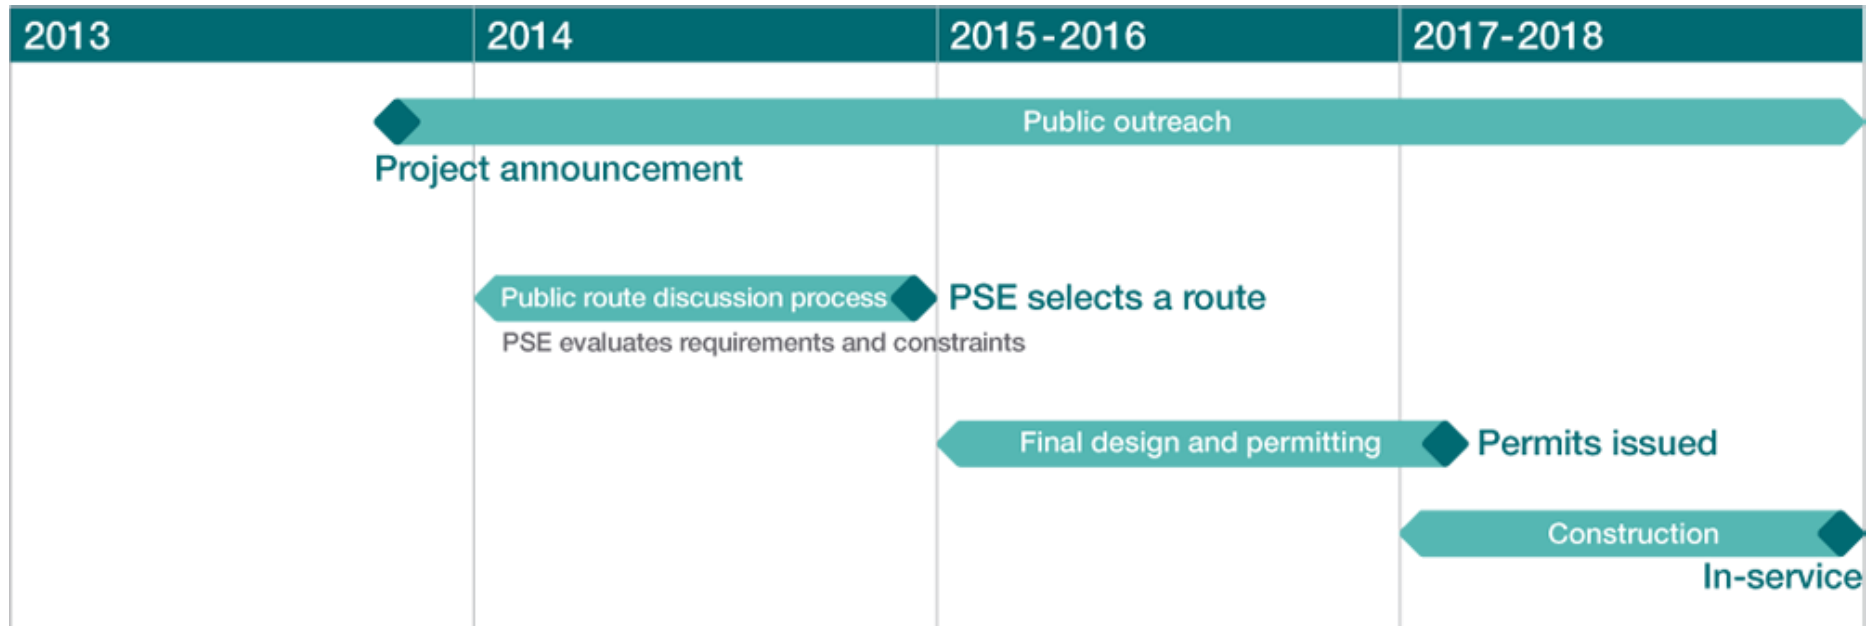 2013
2014
2015-2016
2017-2018
Public outreach
Project announcement
Public route discussion process
PSE selects a route
PSE evaluates requirements and constraints
Final design and permitting
Permits issued
Construction
In-service